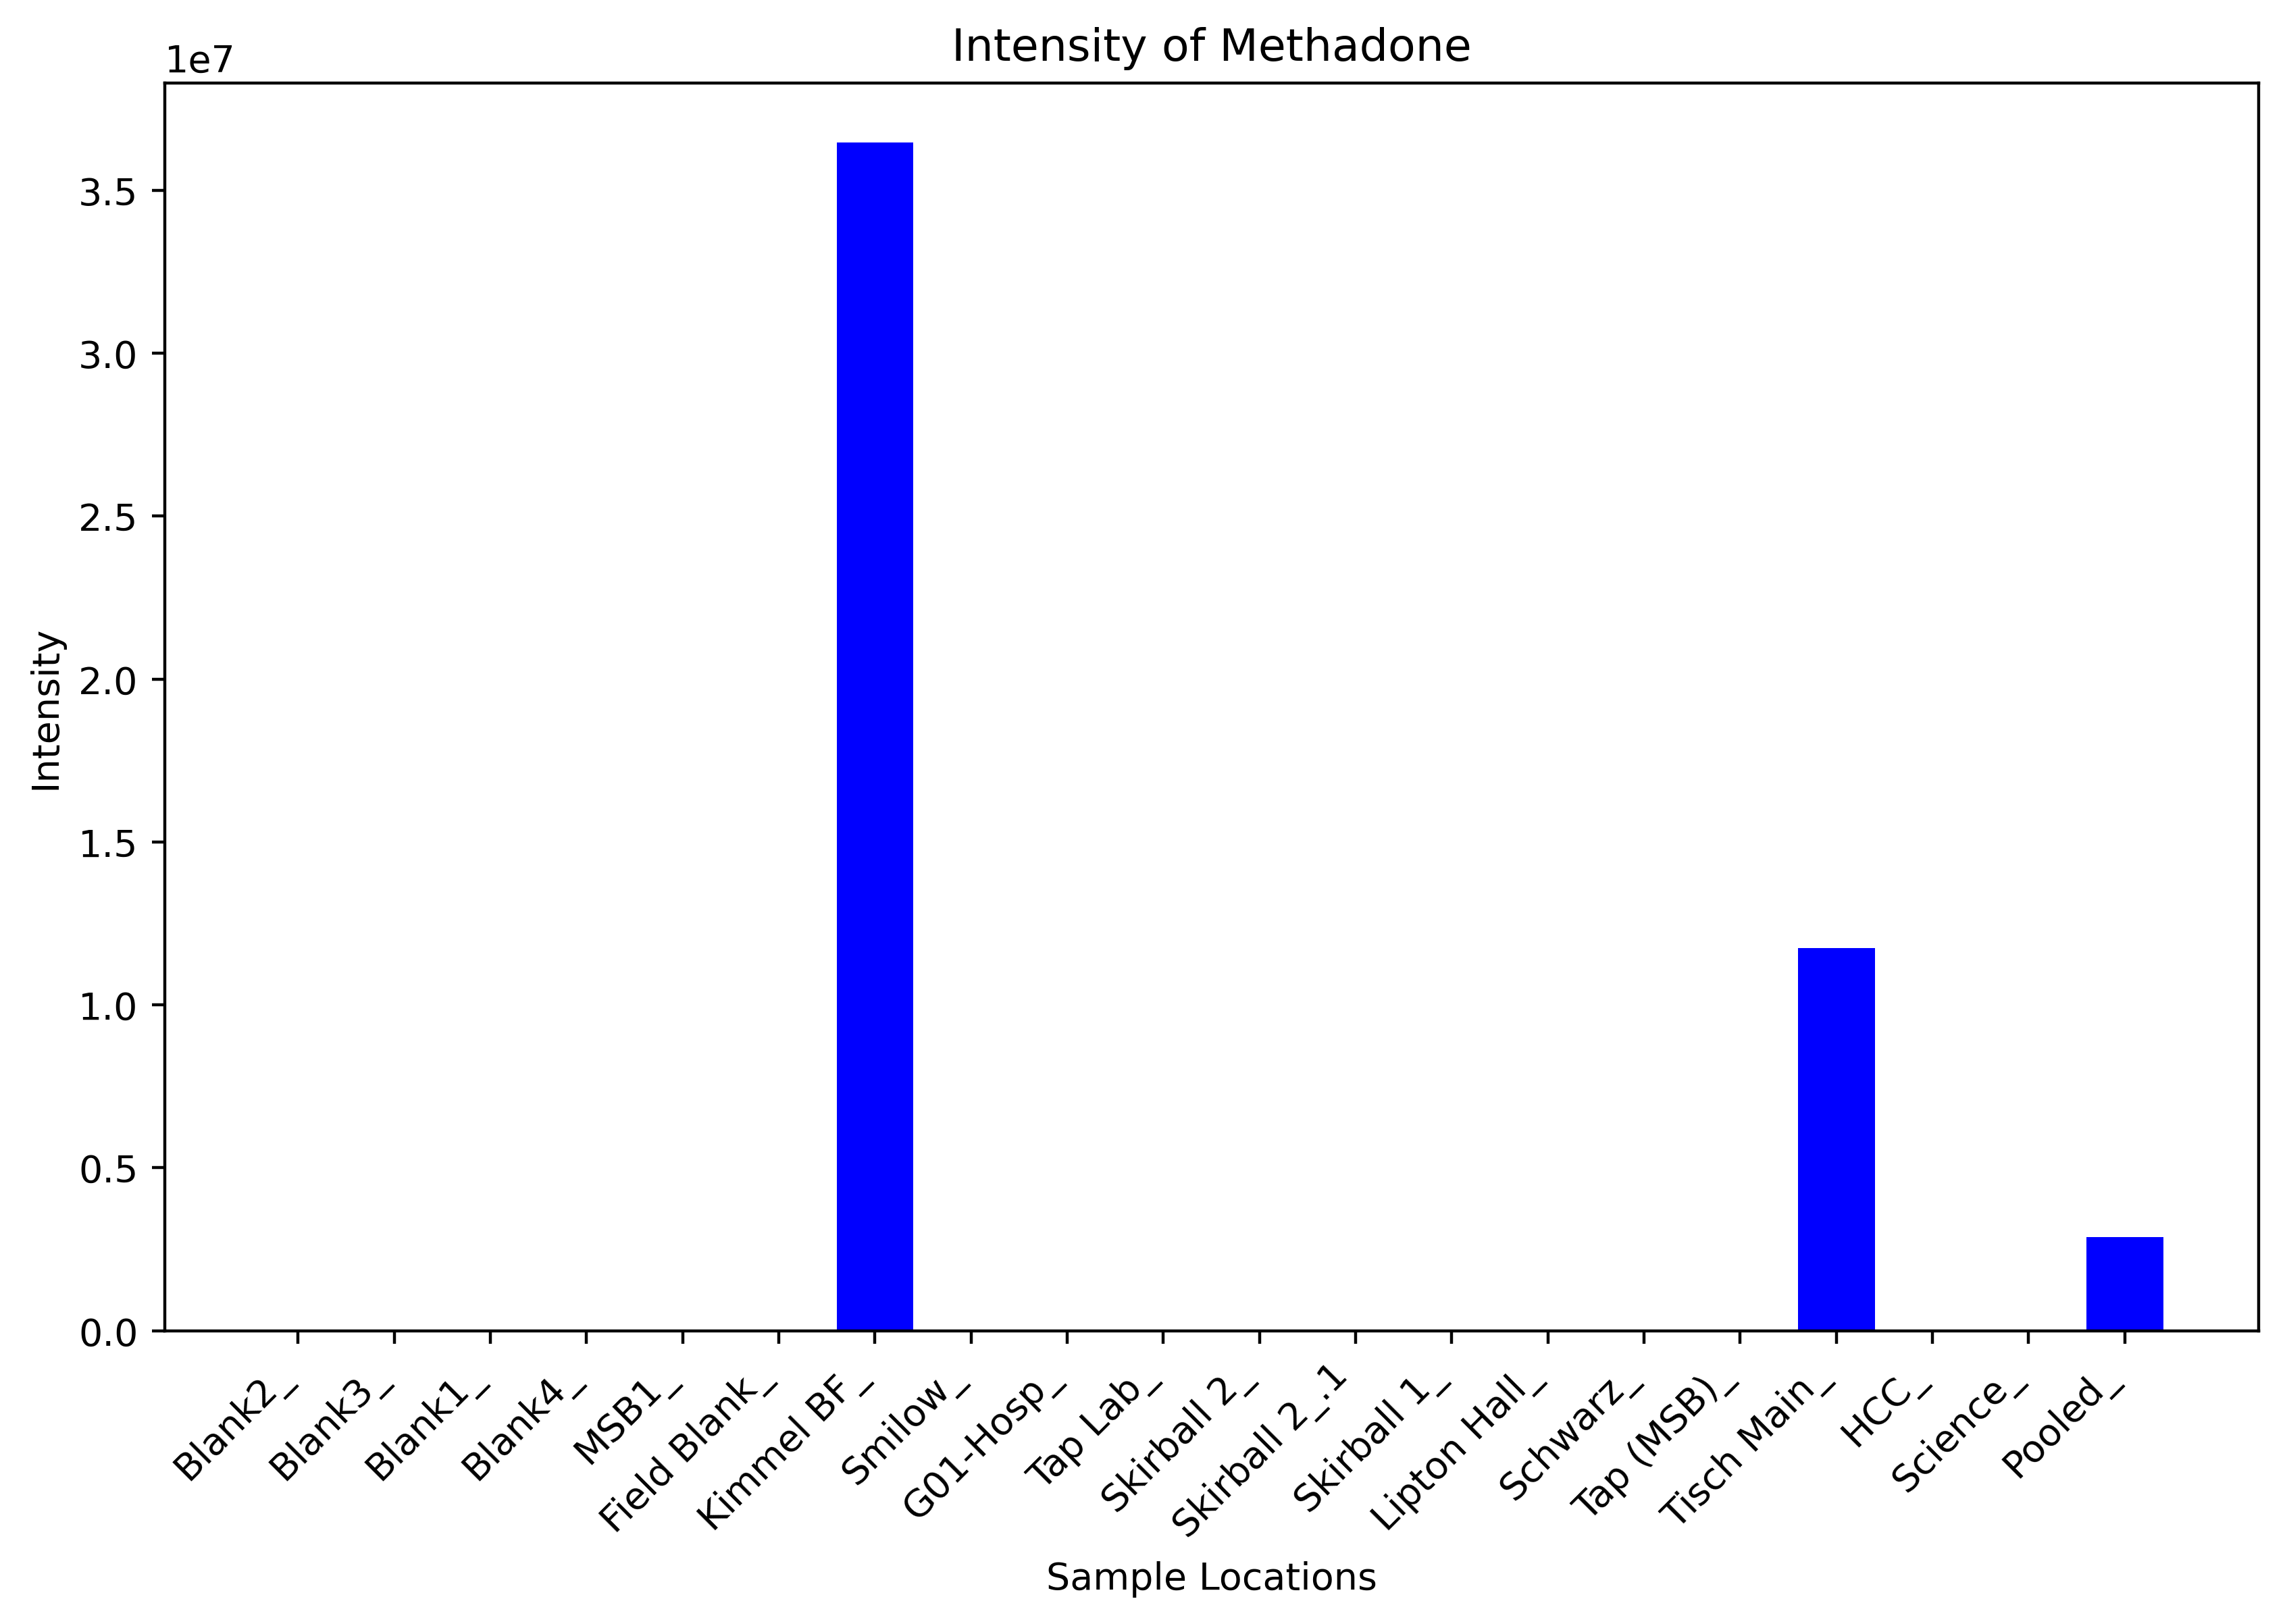 Intensity of Methadone
1e7
3.5
3.0
2.5
2.0
1.5
1.0
0.5
0.0
Intensity
Blank2_
Blank3_
Blank1_
Blank4_
MSB1_
Field Blank_
Kimmel BF_
Smilow_
G01-Hosp_
Tap Lab_
Skirball 2_
Skirball 2_.1
Skirball 1_
Lipton Hall_
Schwarz_
Tap (MSB)_
Tisch Main_
HCC_
Science_
Pooled_
Sample Locations